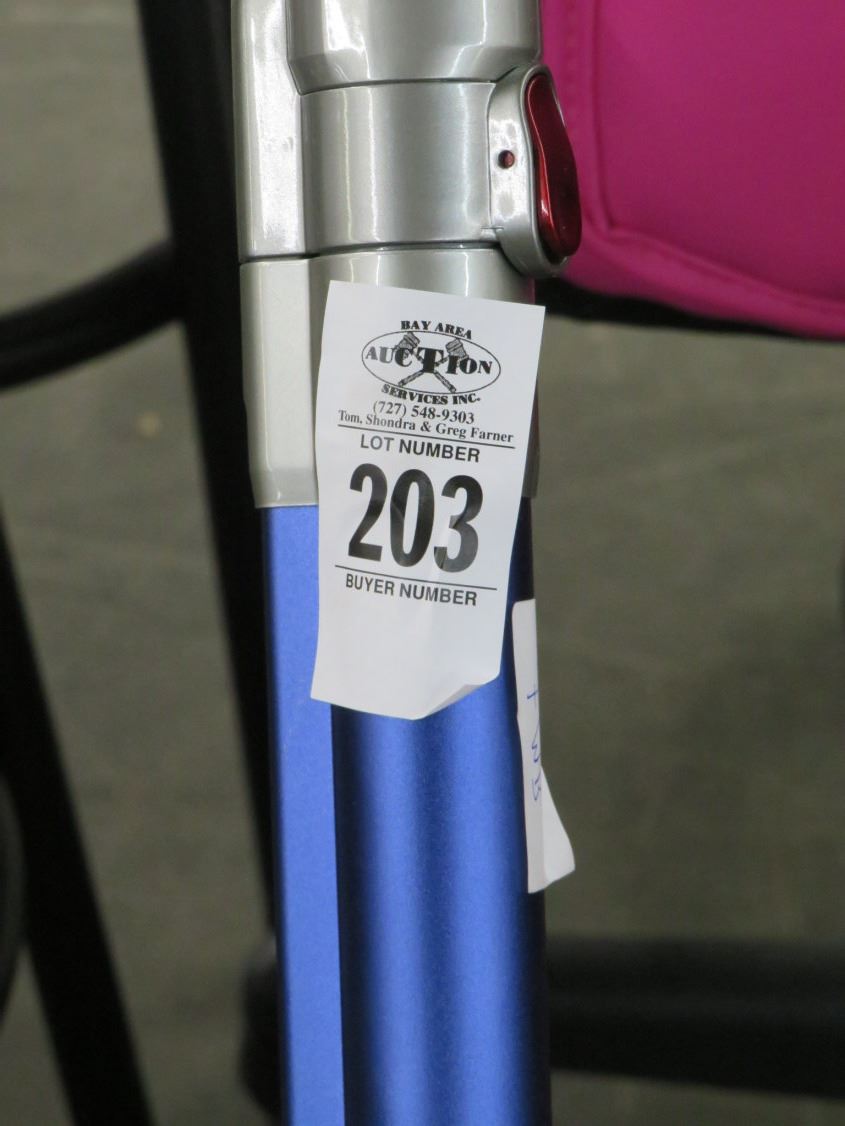 BAY AREA
AUCTION
SERVICES INC.
(727) 548-9303
Tom, Shondra & Greg Farner
LOT NUMBER
203
BUYER NUMBER